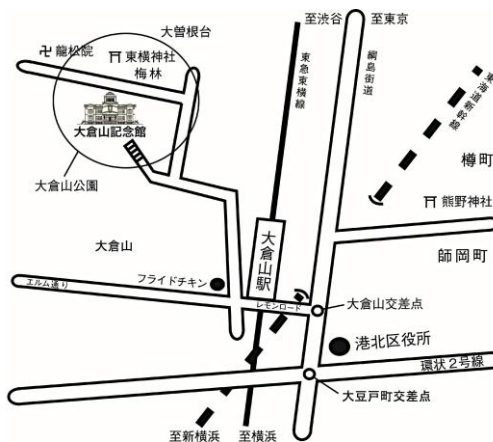 大曽根台
至渋谷
至東京
卍 龍松院
東横神社
梅林
東急東横線
綱島街道
東海道新幹線
大倉山記念館
樽町
大倉山公園
熊野神社
大倉山
大倉山駅
師岡町
フライドチキン
エルム通り
レモンロード
大倉山交差点
港北区役所
環状2号線
大豆戸町交差点
至新横浜
至横浜